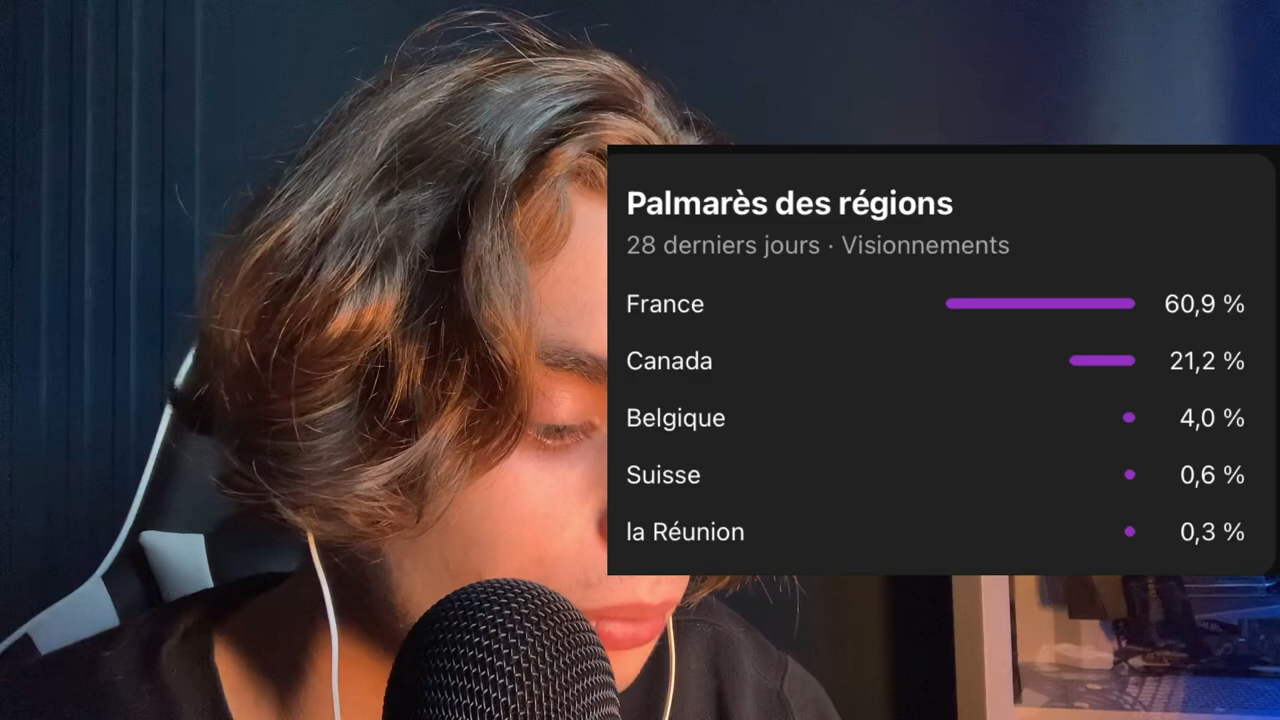 Palmarès des régions
28 derniers jours · Visionnements
France 60,9 %
Canada 21,2 %
Belgique 4,0 %
Suisse 0,6 %
la Réunion 0,3 %